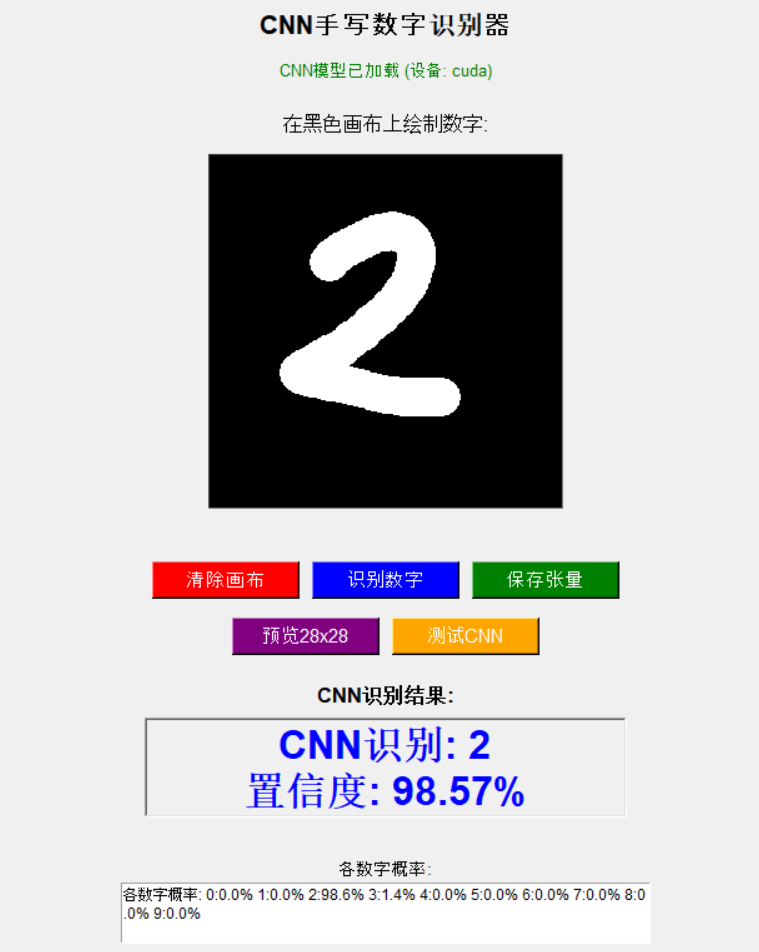 CNN手写数字识别器
CNN模型已加载 (设备: cuda)
在黑色画布上绘制数字:
2
清除画布 识别数字 保存张量
预览28x28 测试CNN
CNN识别结果:
CNN识别: 2
置信度: 98.57%
各数字概率:
各数字概率: 0:0.0% 1:0.0% 2:98.6% 3:1.4% 4:0.0% 5:0.0% 6:0.0% 7:0.0% 8:0
.0% 9:0.0%